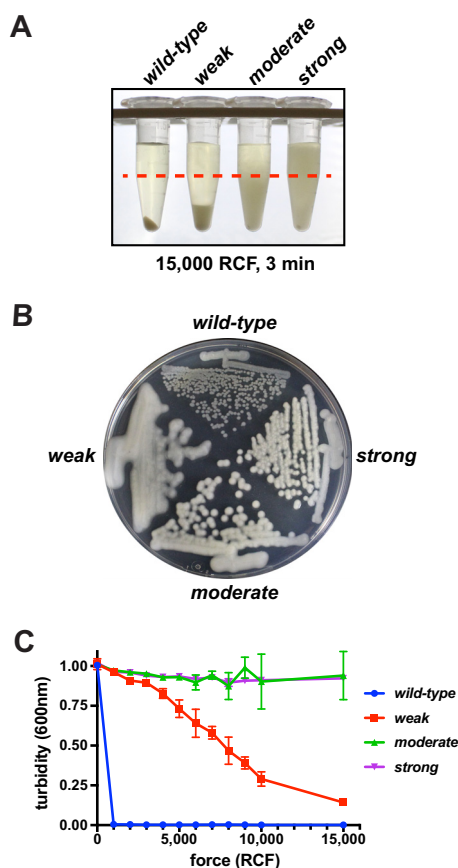 A
wild-type weak moderate strong
15,000 RCF, 3 min
B
wild-type
weak strong
moderate
C
1.00
0.75
0.50
0.25
0.00
turbidity (600nm)
0 5,000 10,000 15,000
force (RCF)
wild-type
weak
moderate
strong